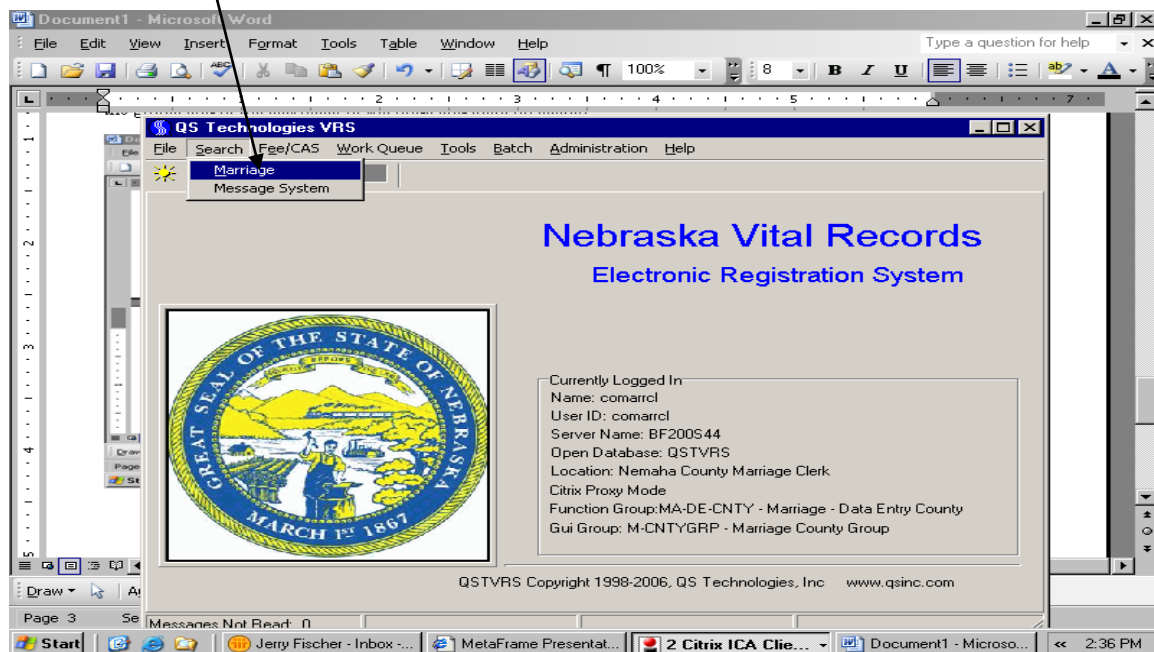 Document1 - Microsoft Word
File Edit View Insert Format Tools Table Window Help Type a question for help
100% 8 B I U
2 3 4 5 7
QS Technologies VRS
File Search Fee/CAS Work Queue Tools Batch Administration Help
Marriage
Message System
Nebraska Vital Records
Electronic Registration System
GREAT SEAL OF THE STATE OF NEBRASKA
MARCH 1ST 1867
Currently Logged In
Name: comarrcl
User ID: comarrcl
Server Name: BF200S44
Open Database: QSTVRS
Location: Nemaha County Marriage Clerk
Citrix Proxy Mode
Function Group:MA-DE-CNTY - Marriage - Data Entry County
Gui Group: M-CNTYGRP - Marriage County Group
QSTVRS Copyright 1998-2006, QS Technologies, Inc www.qsinc.com
Messages Not Read: 0
Draw
Page 3 Se
Start Jerry Fischer - Inbox -... MetaFrame Presentat... 2 Citrix ICA Clie... Document1 - Microso... 2:36 PM